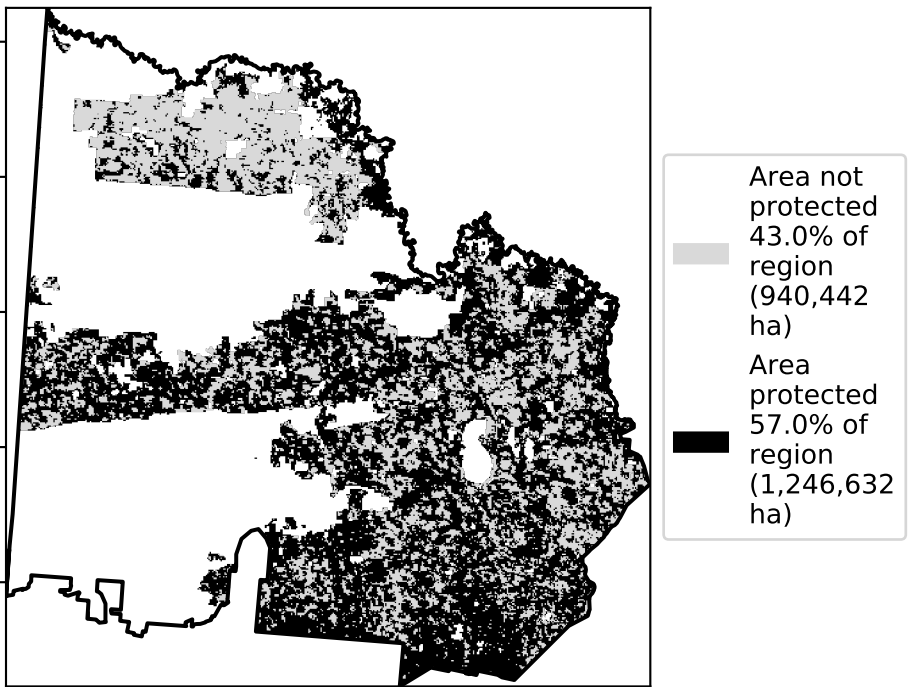 Area not
protected
43.0% of
region
(940,442
ha)
Area
protected
57.0% of
region
(1,246,632
ha)